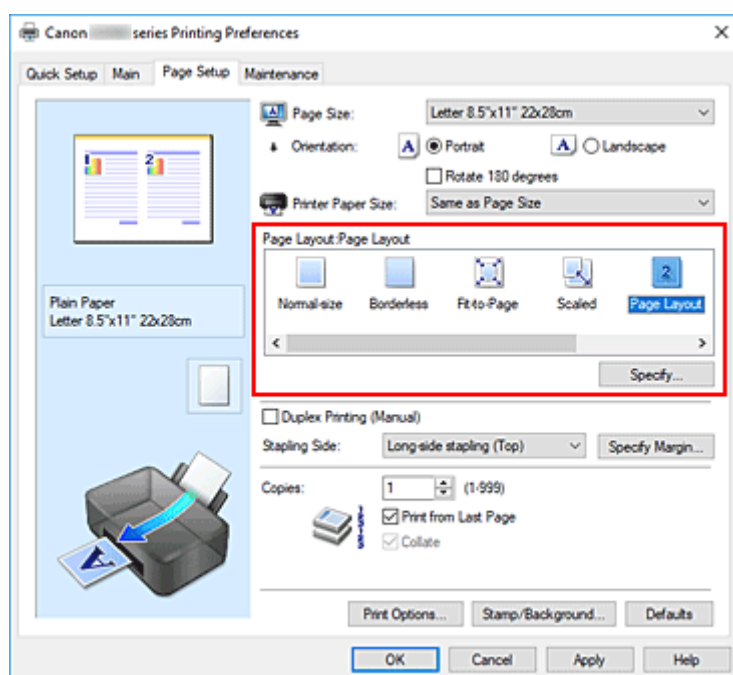 Canon series Printing Preferences
Quick Setup Main Page Setup Maintenance
Page Size: Letter 8.5"x11" 22x28cm
Orientation: A Portrait A Landscape
Rotate 180 degrees
Printer Paper Size: Same as Page Size
1 2
Page Layout:Page Layout
2
Normal-size Borderless Fit-to-Page Scaled Page Layout
Plain Paper
Letter 8.5"x11" 22x28cm
Specify...
Duplex Printing (Manual)
Stapling Side: Long-side stapling (Top) Specify Margin...
Copies: 1 (1-999)
Print from Last Page
Collate
A
Print Options... Stamp/Background... Defaults
OK Cancel Apply Help